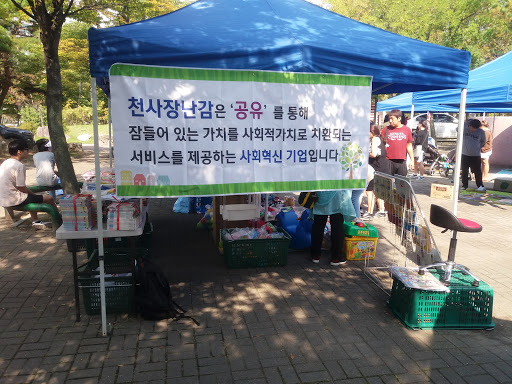 천사장난감은 '공유' 를 통해
잠들어 있는 가치를 사회적가치로 치환되는
서비스를 제공하는 사회혁신 기업입니다